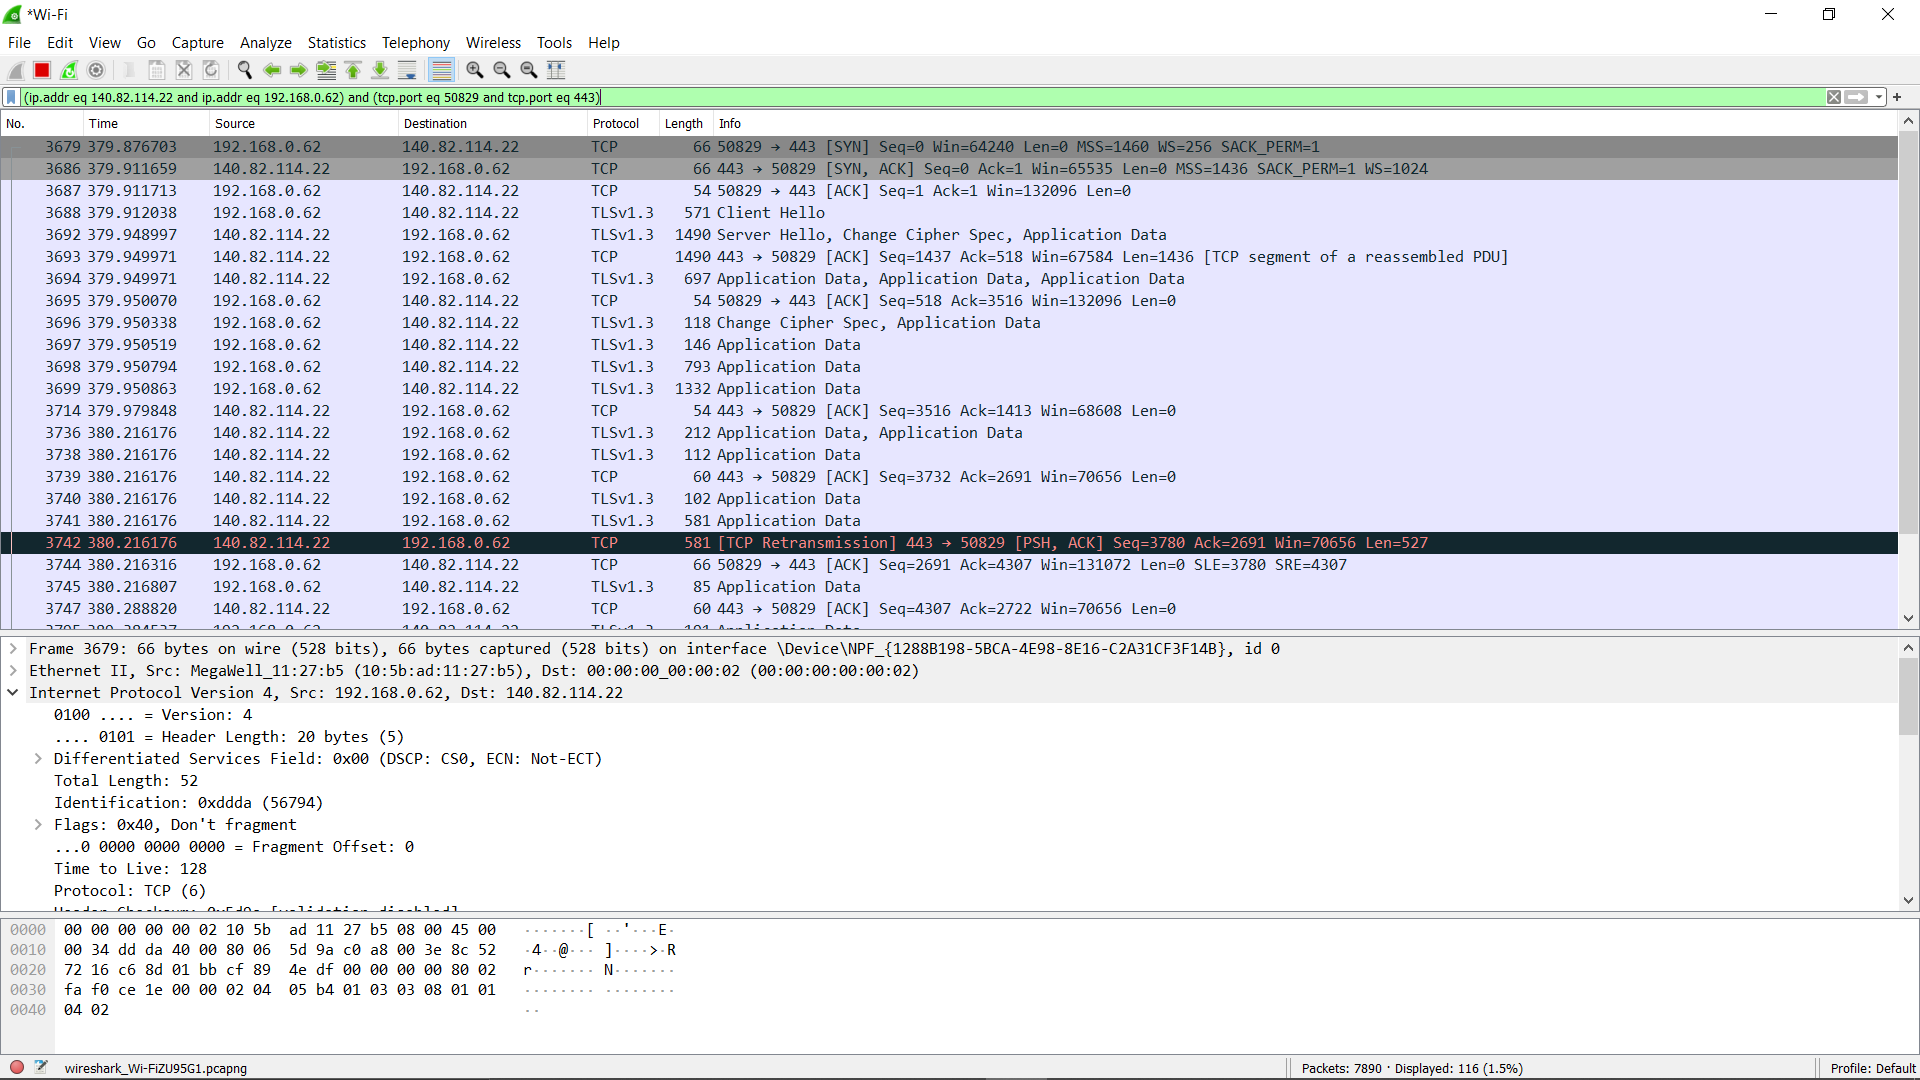 *Wi-Fi
File Edit View Go Capture Analyze Statistics Telephony Wireless Tools Help
(ip.addr eq 140.82.114.22 and ip.addr eq 192.168.0.62) and (tcp.port eq 50829 and tcp.port eq 443)
No. Time Source Destination Protocol Length Info
3679 379.876703 192.168.0.62 140.82.114.22 TCP 66 50829 → 443 [SYN] Seq=0 Win=64240 Len=0 MSS=1460 WS=256 SACK_PERM=1
3686 379.911659 140.82.114.22 192.168.0.62 TCP 66 443 → 50829 [SYN, ACK] Seq=0 Ack=1 Win=65535 Len=0 MSS=1436 SACK_PERM=1 WS=1024
3687 379.911713 192.168.0.62 140.82.114.22 TCP 54 50829 → 443 [ACK] Seq=1 Ack=1 Win=132096 Len=0
3688 379.912038 192.168.0.62 140.82.114.22 TLSv1.3 571 Client Hello
3692 379.948997 140.82.114.22 192.168.0.62 TLSv1.3 1490 Server Hello, Change Cipher Spec, Application Data
3693 379.949971 140.82.114.22 192.168.0.62 TCP 1490 443 → 50829 [ACK] Seq=1437 Ack=518 Win=67584 Len=1436 [TCP segment of a reassembled PDU]
3694 379.949971 140.82.114.22 192.168.0.62 TLSv1.3 697 Application Data, Application Data, Application Data
3695 379.950070 192.168.0.62 140.82.114.22 TCP 54 50829 → 443 [ACK] Seq=518 Ack=3516 Win=132096 Len=0
3696 379.950338 192.168.0.62 140.82.114.22 TLSv1.3 118 Change Cipher Spec, Application Data
3697 379.950519 192.168.0.62 140.82.114.22 TLSv1.3 146 Application Data
3698 379.950794 192.168.0.62 140.82.114.22 TLSv1.3 793 Application Data
3699 379.950863 192.168.0.62 140.82.114.22 TLSv1.3 1332 Application Data
3714 379.979848 140.82.114.22 192.168.0.62 TCP 54 443 → 50829 [ACK] Seq=3516 Ack=1413 Win=68608 Len=0
3736 380.216176 140.82.114.22 192.168.0.62 TLSv1.3 212 Application Data, Application Data
3738 380.216176 140.82.114.22 192.168.0.62 TLSv1.3 112 Application Data
3739 380.216176 140.82.114.22 192.168.0.62 TCP 60 443 → 50829 [ACK] Seq=3732 Ack=2691 Win=70656 Len=0
3740 380.216176 140.82.114.22 192.168.0.62 TLSv1.3 102 Application Data
3741 380.216176 140.82.114.22 192.168.0.62 TLSv1.3 581 Application Data
3742 380.216176 140.82.114.22 192.168.0.62 TCP 581 [TCP Retransmission] 443 → 50829 [PSH, ACK] Seq=3780 Ack=2691 Win=70656 Len=527
3744 380.216316 192.168.0.62 140.82.114.22 TCP 66 50829 → 443 [ACK] Seq=2691 Ack=4307 Win=131072 Len=0 SLE=3780 SRE=4307
3745 380.216807 192.168.0.62 140.82.114.22 TLSv1.3 85 Application Data
3747 380.288820 140.82.114.22 192.168.0.62 TCP 60 443 → 50829 [ACK] Seq=4307 Ack=2722 Win=70656 Len=0
Frame 3679: 66 bytes on wire (528 bits), 66 bytes captured (528 bits) on interface \Device\NPF_{1288B198-5BCA-4E98-8E16-C2A31CF3F14B}, id 0
Ethernet II, Src: MegaWell_11:27:b5 (10:5b:ad:11:27:b5), Dst: 00:00:00_00:00:02 (00:00:00:00:00:02)
Internet Protocol Version 4, Src: 192.168.0.62, Dst: 140.82.114.22
0100 .... = Version: 4
.... 0101 = Header Length: 20 bytes (5)
Differentiated Services Field: 0x00 (DSCP: CS0, ECN: Not-ECT)
Total Length: 52
Identification: 0xddda (56794)
Flags: 0x40, Don't fragment
...0 0000 0000 0000 = Fragment Offset: 0
Time to Live: 128
Protocol: TCP (6)
0000 00 00 00 00 00 02 10 5b ad 11 27 b5 08 00 45 00 ·······[ ··'···E·
0010 00 34 dd da 40 00 80 06 5d 9a c0 a8 00 3e 8c 52 ·4··@··· ]····>·R
0020 72 16 c6 8d 01 bb cf 89 4e df 00 00 00 00 80 02 r······· N·······
0030 fa f0 ce 1e 00 00 02 04 05 b4 01 03 03 08 01 01 ········ ········
0040 04 02 ··
wireshark_Wi-FiZU95G1.pcapng Packets: 7890 · Displayed: 116 (1.5%) Profile: Default